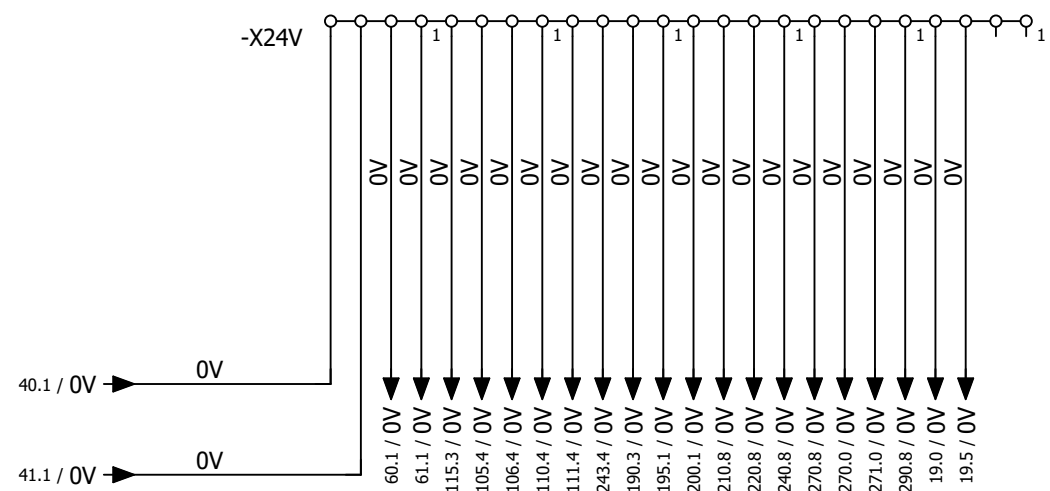 -X24V
1 1 1 1 1 1
0V 0V 0V 0V 0V 0V 0V 0V 0V 0V 0V 0V 0V 0V 0V 0V 0V 0V 0V 0V
40.1 / 0V
0V
41.1 / 0V
0V
60.1 / 0V
61.1 / 0V
115.3 / 0V
105.4 / 0V
106.4 / 0V
110.4 / 0V
111.4 / 0V
243.4 / 0V
190.3 / 0V
195.1 / 0V
200.1 / 0V
210.8 / 0V
220.8 / 0V
240.8 / 0V
270.8 / 0V
270.0 / 0V
271.0 / 0V
290.8 / 0V
19.0 / 0V
19.5 / 0V